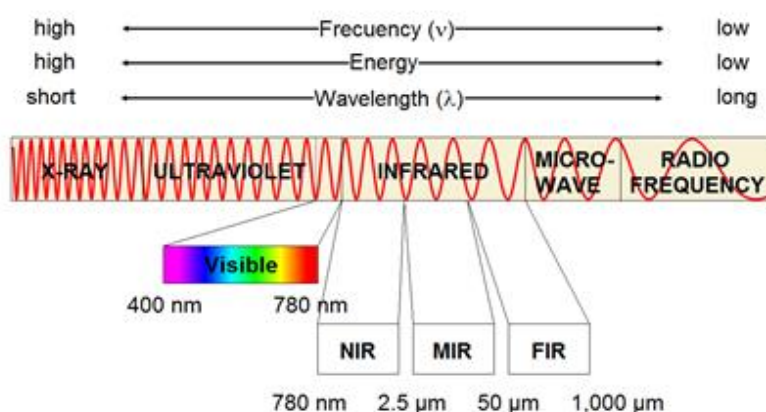 high Frecuency (ν) low
high Energy low
short Wavelength (λ) long
X-RAY ULTRAVIOLET INFRARED MICRO-WAVE RADIO FREQUENCY
Visible
400 nm 780 nm
NIR MIR FIR
780 nm 2.5 µm 50 µm 1,000 µm